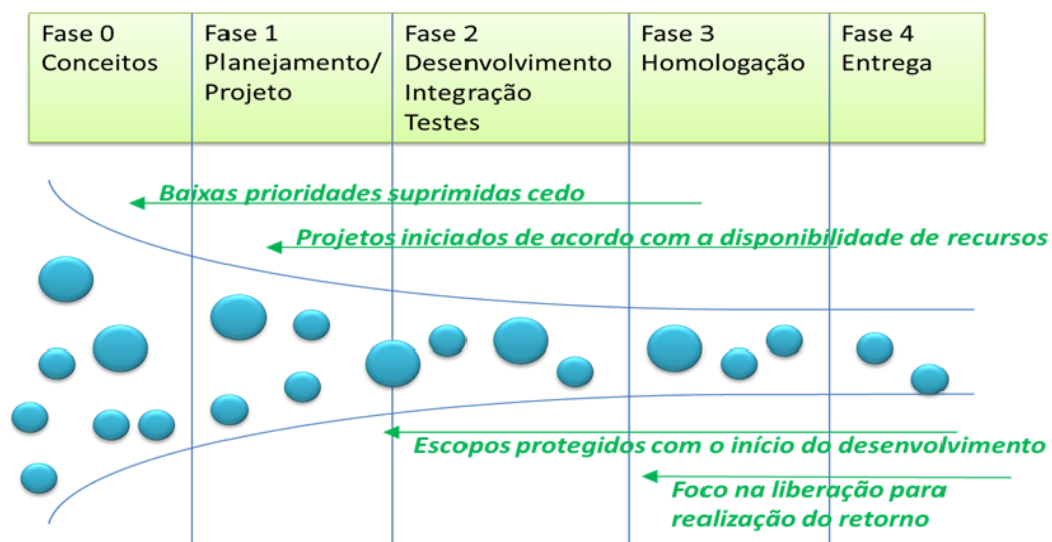 Fase 0
Conceitos
Fase 1
Planejamento/
Projeto
Fase 2
Desenvolvimento
Integração
Testes
Fase 3
Homologação
Fase 4
Entrega
Baixas prioridades suprimidas cedo
Projetos iniciados de acordo com a disponibilidade de recursos
Escopos protegidos com o início do desenvolvimento
Foco na liberação para
realização do retorno